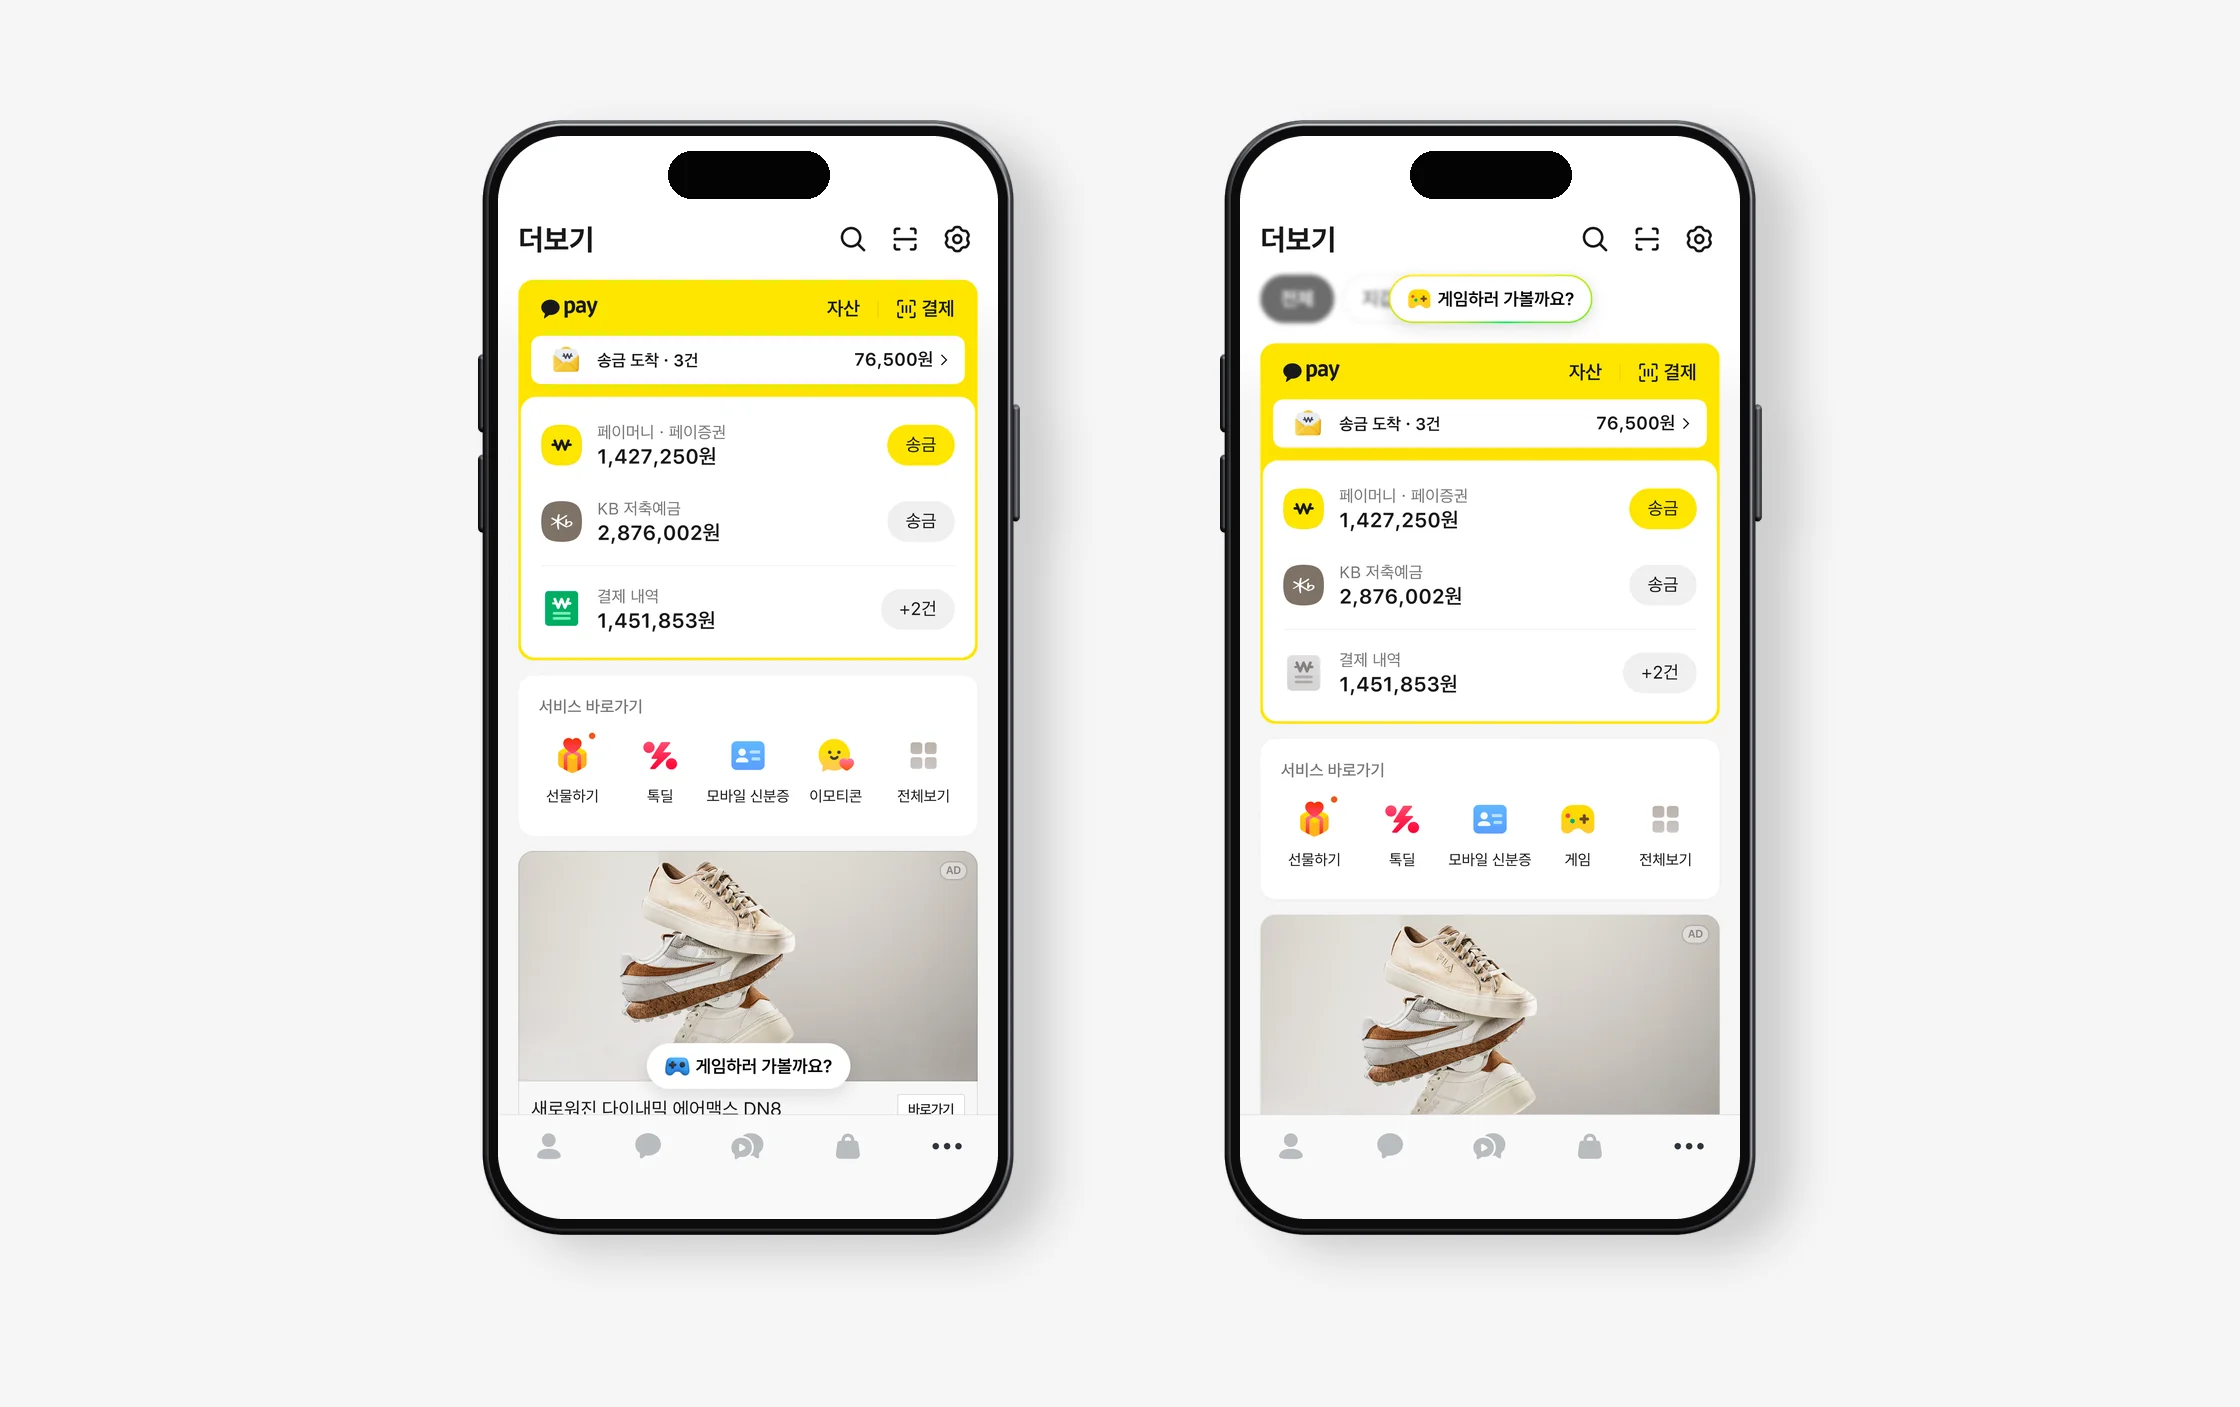 더보기
pay
자산
결제
송금 도착 · 3건
76,500원
페이머니 · 페이증권
1,427,250원
송금
KB 저축예금
2,876,002원
송금
결제 내역
1,451,853원
+2건
서비스 바로가기
선물하기
톡딜
모바일 신분증
이모티콘
전체보기
AD
FILA
게임하러 가볼까요?
새로워진 다이내믹 에어맥스 DN8
바로가기
더보기
전체
게임하러 가볼까요?
pay
자산
결제
송금 도착 · 3건
76,500원
페이머니 · 페이증권
1,427,250원
송금
KB 저축예금
2,876,002원
송금
결제 내역
1,451,853원
+2건
서비스 바로가기
선물하기
톡딜
모바일 신분증
게임
전체보기
AD
FILA